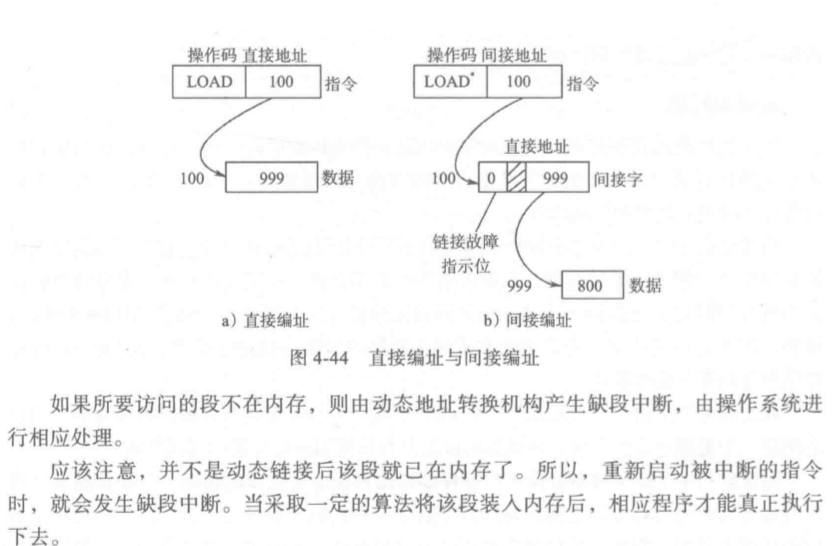 操作码 直接地址
LOAD 100 指令
100 999 数据
a）直接编址
操作码 间接地址
LOAD* 100 指令
直接地址
100 0 999 间接字
链接故障
指示位
999 800 数据
b）间接编址
图 4-44 直接编址与间接编址
如果所要访问的段不在内存，则由动态地址转换机构产生缺段中断，由操作系统进
行相应处理。
应该注意，并不是动态链接后该段就已在内存了。所以，重新启动被中断的指令
时，就会发生缺段中断。当采取一定的算法将该段装入内存后，相应程序才能真正执行
下去。